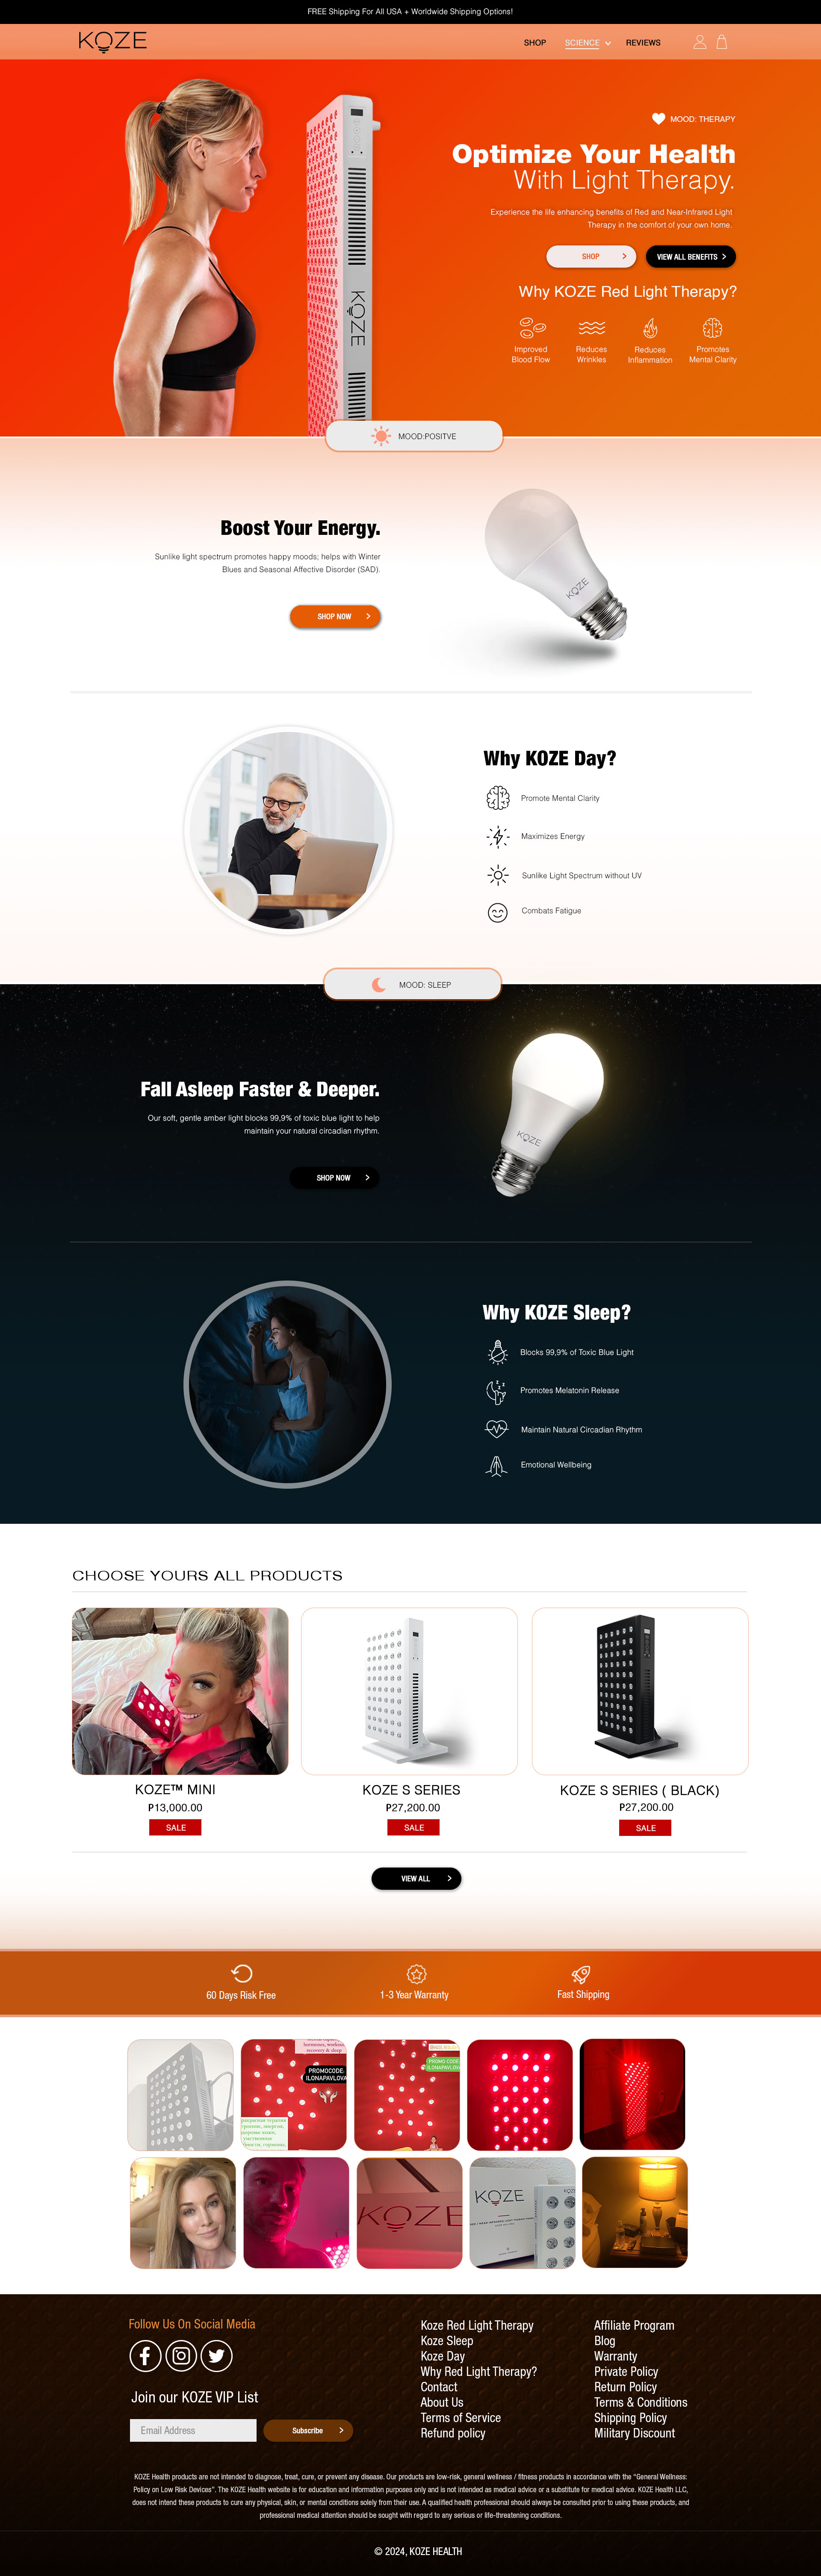 FREE Shipping For All USA + Worldwide Shipping Options!
KOZE
SHOP SCIENCE REVIEWS
MOOD: THERAPY
Optimize Your Health
With Light Therapy.
Experience the life enhancing benefits of Red and Near-Infrared Light
Therapy in the comfort of your own home.
SHOP
VIEW ALL BENEFITS
KOZE
Why KOZE Red Light Therapy?
Improved
Blood Flow
Reduces
Wrinkles
Reduces
Inflammation
Promotes
Mental Clarity
MOOD:POSITVE
Boost Your Energy.
Sunlike light spectrum promotes happy moods; helps with Winter
Blues and Seasonal Affective Disorder (SAD).
SHOP NOW
KOZE
Why KOZE Day?
Promote Mental Clarity
Maximizes Energy
Sunlike Light Spectrum without UV
Combats Fatigue
MOOD: SLEEP
Fall Asleep Faster & Deeper.
Our soft, gentle amber light blocks 99,9% of toxic blue light to help
maintain your natural circadian rhythm.
SHOP NOW
KOZE
Why KOZE Sleep?
Blocks 99,9% of Toxic Blue Light
Promotes Melatonin Release
Maintain Natural Circadian Rhythm
Emotional Wellbeing
CHOOSE YOURS ALL PRODUCTS
KOZE™ MINI
P13,000.00
SALE
KOZE S SERIES
P27,200.00
SALE
KOZE S SERIES ( BLACK)
P27,200.00
SALE
VIEW ALL
60 Days Risk Free
1-3 Year Warranty
Fast Shipping
hormones, workout,
recovery & sleep
PROMOCODE:
ILONAPAVLOVA
PROMO CODE:
ILONAPAVLOV
KOZE
KOZE
KOZE
Follow Us On Social Media
Join our KOZE VIP List
Email Address
Subscribe
Koze Red Light Therapy
Koze Sleep
Koze Day
Why Red Light Therapy?
Contact
About Us
Terms of Service
Refund policy
Affiliate Program
Blog
Warranty
Private Policy
Return Policy
Terms & Conditions
Shipping Policy
Military Discount
KOZE Health products are not intended to diagnose, treat, cure, or prevent any disease. Our products are low-risk, general wellness / fitness products in accordance with the "General Wellness:
Policy on Low Risk Devices". The KOZE Health website is for education and information purposes only and is not intended as medical advice or a substitute for medical advice. KOZE Health LLC,
does not intend these products to cure any physical, skin, or mental conditions solely from their use. A qualified health professional should always be consulted prior to using these products, and
professional medical attention should be sought with regard to any serious or life-threatening conditions.
© 2024, KOZE HEALTH